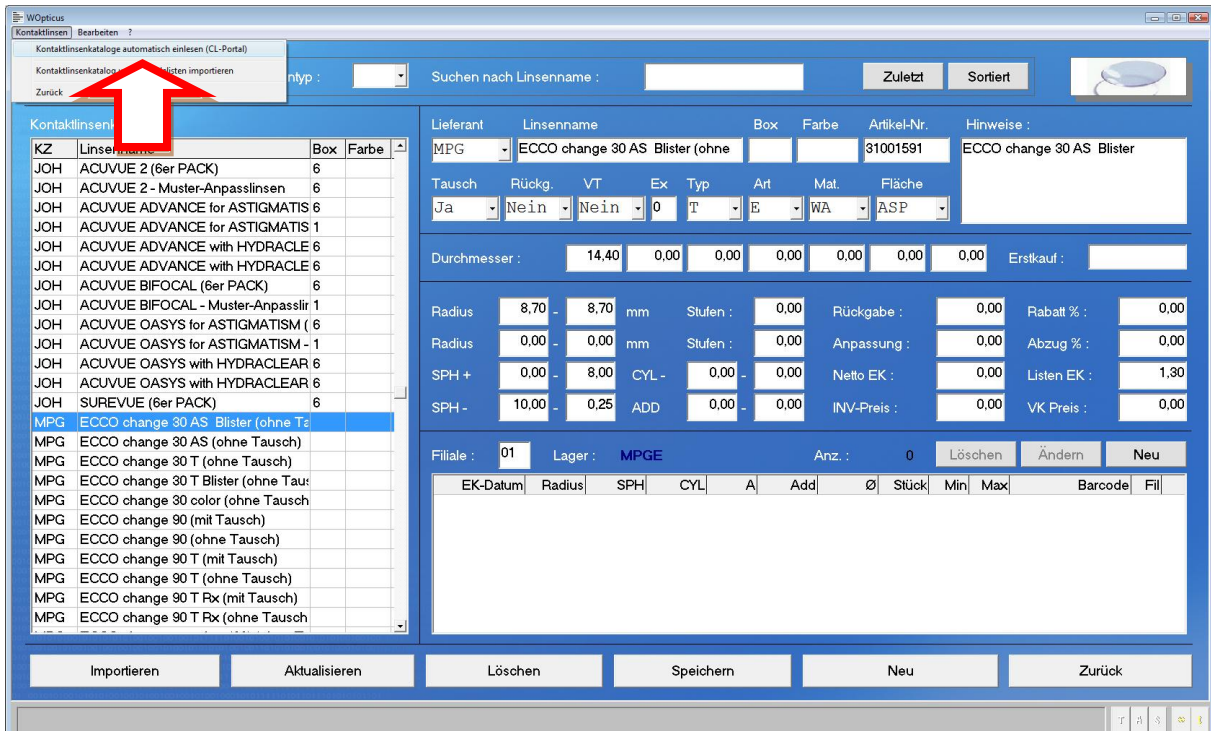 WOpticus
Kontaktlinsen Bearbeiten ?
Kontaktlinsenkataloge automatisch einlesen (CL-Portal)
Kontaktlinsenkatalog listen importieren
Zurück
ntyp :
Suchen nach Linsenname :
Zuletzt
Sortiert
Kontaktlinsen
KZ Linsenname Box Farbe
JOH ACUVUE 2 (6er PACK) 6
JOH ACUVUE 2 - Muster-Anpasslinsen 6
JOH ACUVUE ADVANCE for ASTIGMATIS 6
JOH ACUVUE ADVANCE for ASTIGMATIS 1
JOH ACUVUE ADVANCE with HYDRACLE 6
JOH ACUVUE ADVANCE with HYDRACLE 6
JOH ACUVUE BIFOCAL (6er PACK) 6
JOH ACUVUE BIFOCAL - Muster-Anpasslir 1
JOH ACUVUE OASYS for ASTIGMATISM ( 6
JOH ACUVUE OASYS for ASTIGMATISM - 1
JOH ACUVUE OASYS with HYDRACLEAR 6
JOH ACUVUE OASYS with HYDRACLEAR 6
JOH SUREVUE (6er PACK) 6
MPG ECCO change 30 AS Blister (ohne Ta
MPG ECCO change 30 AS (ohne Tausch)
MPG ECCO change 30 T (ohne Tausch)
MPG ECCO change 30 T Blister (ohne Taus
MPG ECCO change 30 color (ohne Tausch
MPG ECCO change 90 (mit Tausch)
MPG ECCO change 90 (ohne Tausch)
MPG ECCO change 90 T (mit Tausch)
MPG ECCO change 90 T (ohne Tausch)
MPG ECCO change 90 T Rx (mit Tausch)
MPG ECCO change 90 T Rx (ohne Tausch
Lieferant Linsenname Box Farbe Artikel-Nr. Hinweise :
MPG ECCO change 30 AS Blister (ohne 31001591 ECCO change 30 AS Blister
Tausch Rückg. VT Ex Typ Art Mat. Fläche
Ja Nein Nein 0 T E WA ASP
Durchmesser : 14,40 0,00 0,00 0,00 0,00 0,00 0,00 Erstkauf :
Radius 8,70 - 8,70 mm Stufen : 0,00 Rückgabe : 0,00 Rabatt % : 0,00
Radius 0,00 - 0,00 mm Stufen : 0,00 Anpassung : 0,00 Abzug % : 0,00
SPH + 0,00 - 8,00 CYL - 0,00 - 0,00 Netto EK : 0,00 Listen EK : 1,30
SPH - 10,00 - 0,25 ADD 0,00 - 0,00 INV-Preis : 0,00 VK Preis : 0,00
Filiale : 01 Lager : MPGE Anz. : 0 Löschen Ändern Neu
EK-Datum Radius SPH CYL A Add Ø Stück Min Max Barcode Fil
Importieren Aktualisieren Löschen Speichern Neu Zurück
T A S